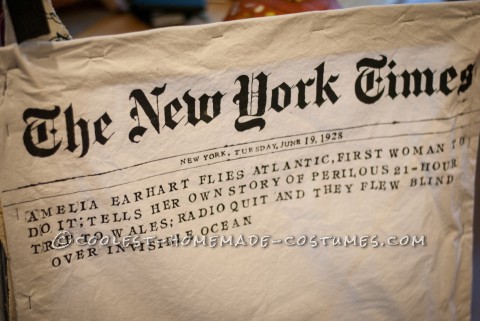 The New York Times
NEW YORK, TUESDAY, JUNE 19, 1928
AMELIA EARHART FLIES ATLANTIC, FIRST WOMAN TO
DO IT; TELLS HER OWN STORY OF PERILOUS 21-HOUR
TRIP TO WALES; RADIO QUIT AND THEY FLEW BLIND
OVER INVISIBLE OCEAN
©COOLEST-HOMEMADE-COSTUMES.COM